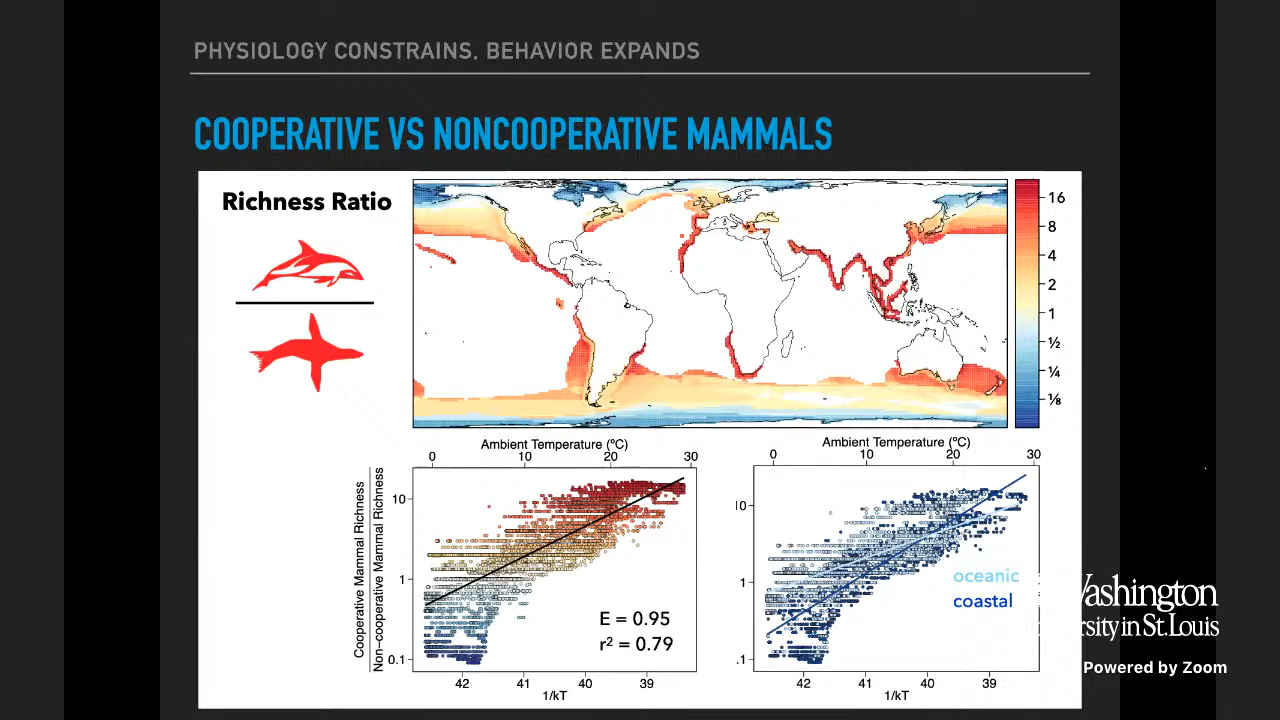 PHYSIOLOGY CONSTRAINS, BEHAVIOR EXPANDS
COOPERATIVE VS NONCOOPERATIVE MAMMALS
Richness Ratio
16
8
4
2
1
½
¼
⅛
Ambient Temperature (ºC)
0 10 20 30
Cooperative Mammal Richness
Non-cooperative Mammal Richness
10
1
0.1
E = 0.95
r² = 0.79
42 41 40 39
1/kT
Ambient Temperature (ºC)
0 10 20 30
10
1
.1
oceanic
coastal
42 41 40 39
1/kT
Washington
University in St. Louis
Powered by Zoom